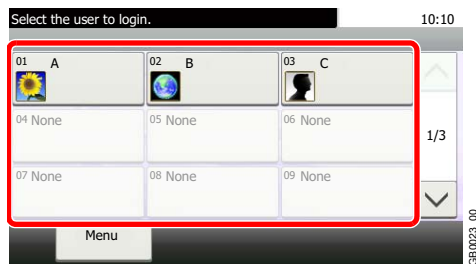 Select the user to login.
10:10
01 A
02 B
03 C
04 None
05 None
06 None
1/3
07 None
08 None
09 None
Menu
GB0023_00